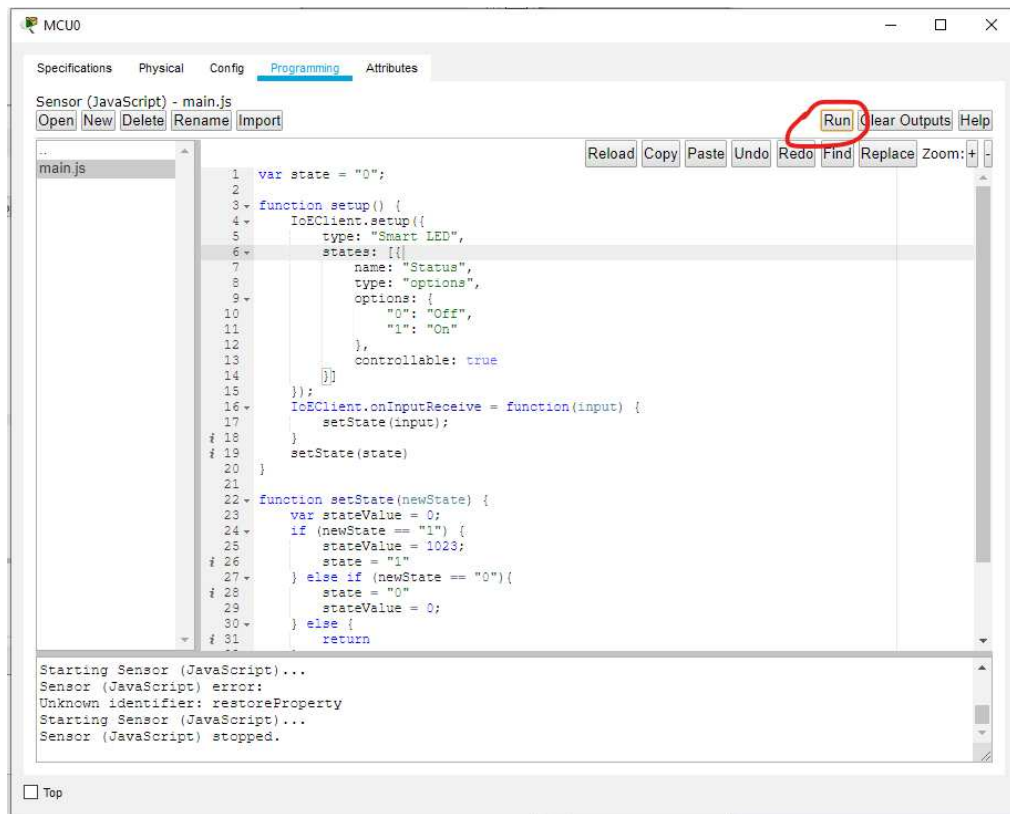 MCU0
Specifications Physical Config Programming Attributes
Sensor (JavaScript) - main.js
Open New Delete Rename Import Run Clear Outputs Help
Reload Copy Paste Undo Redo Find Replace Zoom: + -
..
main.js
1 var state = "0";
2
3 function setup() {
4 IoEClient.setup({
5 type: "Smart LED",
6 states: [{
7 name: "Status",
8 type: "options",
9 options: {
10 "0": "Off",
11 "1": "On"
12 },
13 controllable: true
14 }]
15 });
16 IoEClient.onInputReceive = function(input) {
17 setState(input);
i 18 }
i 19 setState(state)
20 }
21
22 function setState(newState) {
23 var stateValue = 0;
24 if (newState == "1") {
25 stateValue = 1023;
i 26 state = "1"
27 } else if (newState == "0"){
i 28 state = "0"
29 stateValue = 0;
30 } else {
i 31 return
Starting Sensor (JavaScript)...
Sensor (JavaScript) error:
Unknown identifier: restoreProperty
Starting Sensor (JavaScript)...
Sensor (JavaScript) stopped.
Top